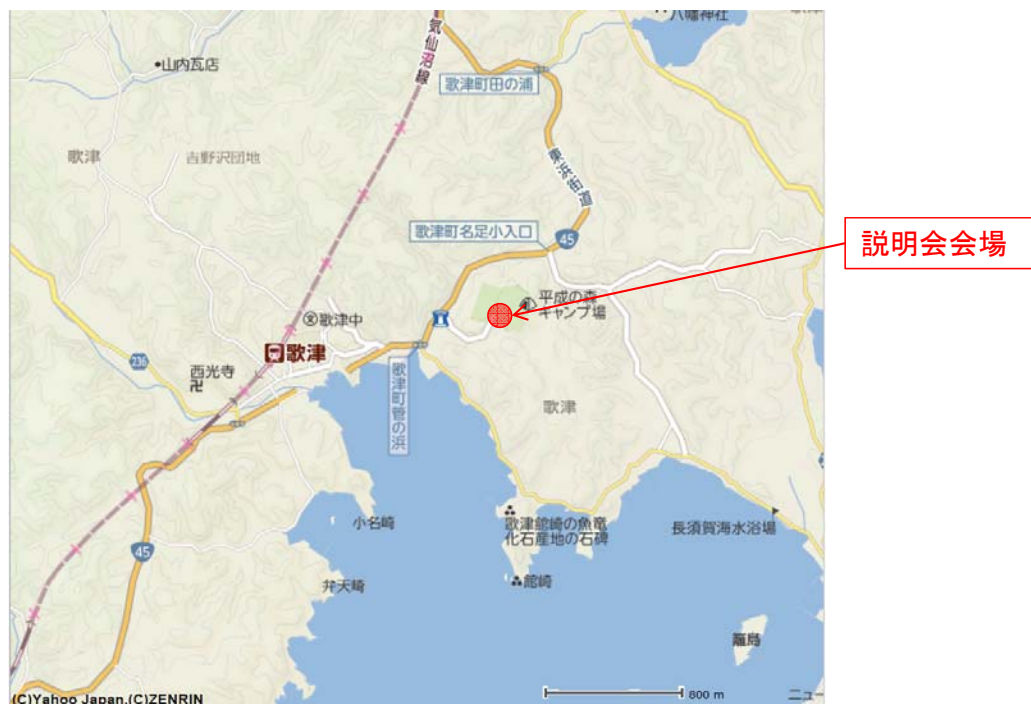 八幡神社
気仙沼線
山内瓦店
歌津町田の浦
歌津
吉野沢団地
東浜街道
歌津町名足小入口
45
説明会会場
平成の森
キャンプ場
文
歌津中
歌津
236
西光寺
卍
歌津町管の浜
歌津
小名崎
歌津館崎の魚竜
化石産地の石碑
長須賀海水浴場
45
弁天崎
館崎
(C)Yahoo Japan,(C)ZENRIN
800 m
ニュー